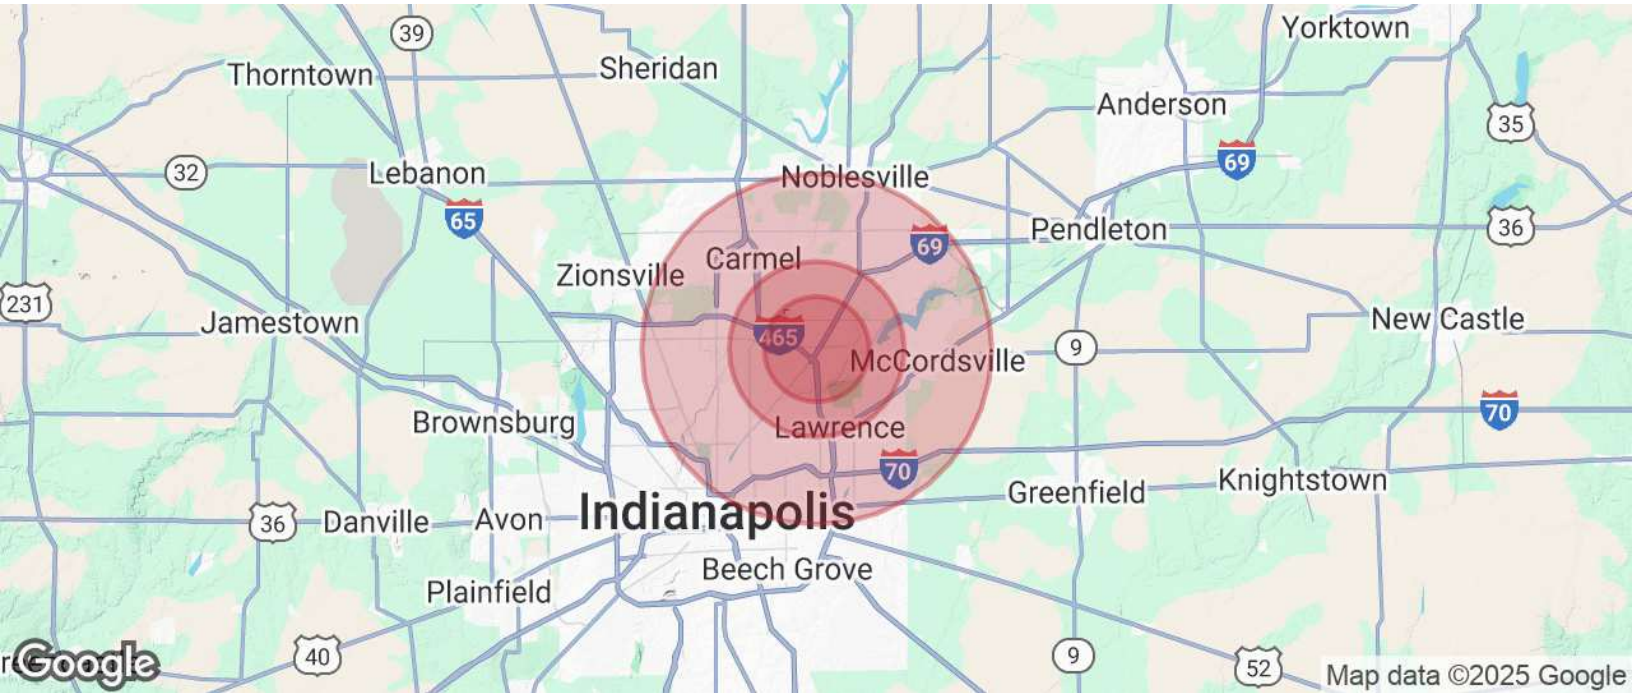 Yorktown
39
Sheridan
Thorntown
Anderson
35
69
32
Lebanon
Noblesville
65
36
Pendleton
69
Carmel
Zionsville
231
Jamestown
New Castle
465
9
McCordsville
70
Brownsburg
Lawrence
70
Knightstown
Greenfield
Indianapolis
36
Danville
Avon
Beech Grove
Plainfield
40
9
52
Google
Map data ©2025 Google